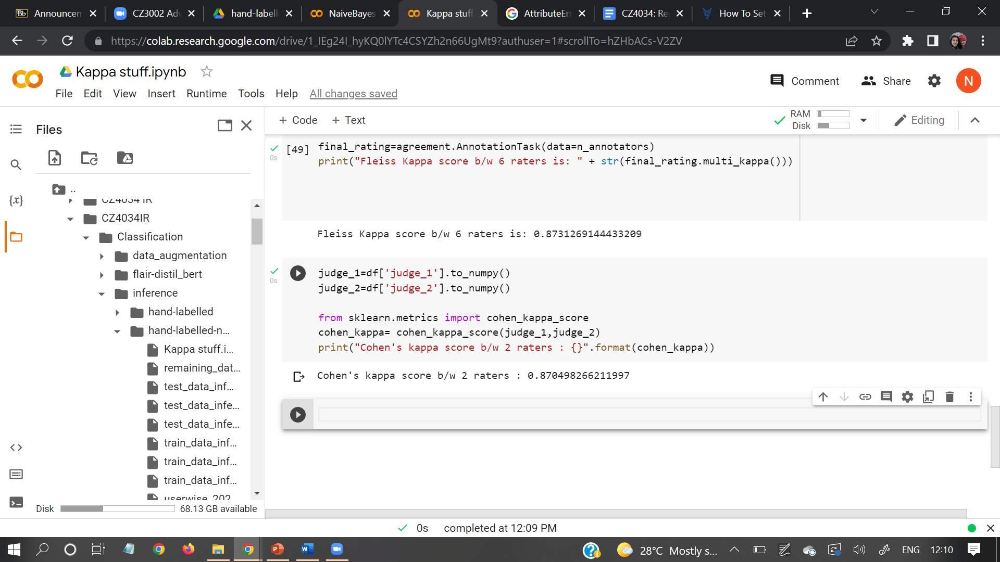 Announcem
CZ3002 Adv
hand-labell
NaiveBayes
Kappa stuff
AttributeErr
CZ4034: Re
How To Set
https://colab.research.google.com/drive/1_IEg24I_hyKQ0lYTc4CSYZh2n66UgMt9?authuser=1#scrollTo=hZHbACs-V2ZV
Kappa stuff.ipynb
Comment
Share
N
File Edit View Insert Runtime Tools Help All changes saved
Files
+ Code + Text
RAM
Disk
Editing
..
CZ4034 IR
CZ4034IR
Classification
data_augmentation
flair-distil_bert
inference
hand-labelled
hand-labelled-n...
Kappa stuff.i...
remaining_dat...
test_data_inf...
test_data_infe...
test_data_infe...
train_data_inf...
train_data_inf...
train_data_inf...
userwise_202
Disk 68.13 GB available
0s
[49] final_rating=agreement.AnnotationTask(data=n_annotators)
print("Fleiss Kappa score b/w 6 raters is: " + str(final_rating.multi_kappa()))
Fleiss Kappa score b/w 6 raters is: 0.8731269144433209
0s
judge_1=df['judge_1'].to_numpy()
judge_2=df['judge_2'].to_numpy()
from sklearn.metrics import cohen_kappa_score
cohen_kappa= cohen_kappa_score(judge_1,judge_2)
print("Cohen's kappa score b/w 2 raters : {}".format(cohen_kappa))
Cohen's kappa score b/w 2 raters : 0.870498266211997
0s completed at 12:09 PM
28°C Mostly s...
ENG
12:10